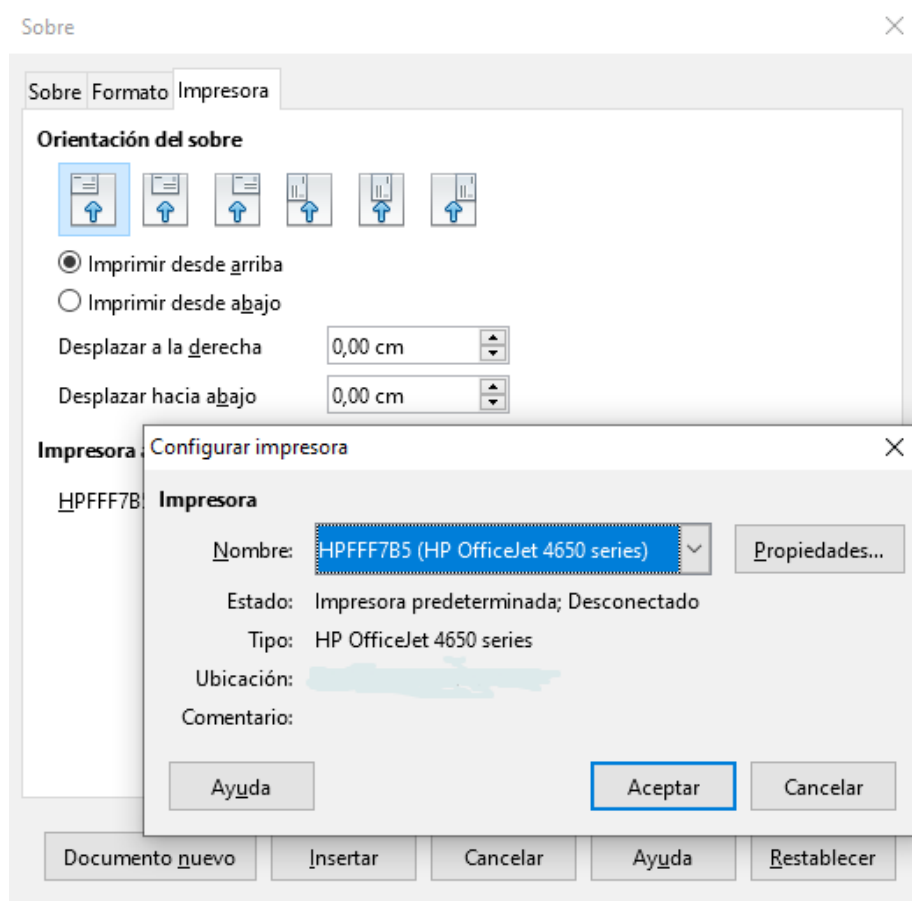 Sobre
Sobre Formato Impresora
Orientación del sobre
Imprimir desde arriba
Imprimir desde abajo
Desplazar a la derecha 0,00 cm
Desplazar hacia abajo 0,00 cm
Impresora
HPFFF7B
Configurar impresora
Impresora
Nombre: HPFFF7B5 (HP OfficeJet 4650 series) Propiedades...
Estado: Impresora predeterminada; Desconectado
Tipo: HP OfficeJet 4650 series
Ubicación:
Comentario:
Ayuda Aceptar Cancelar
Documento nuevo Insertar Cancelar Ayuda Restablecer